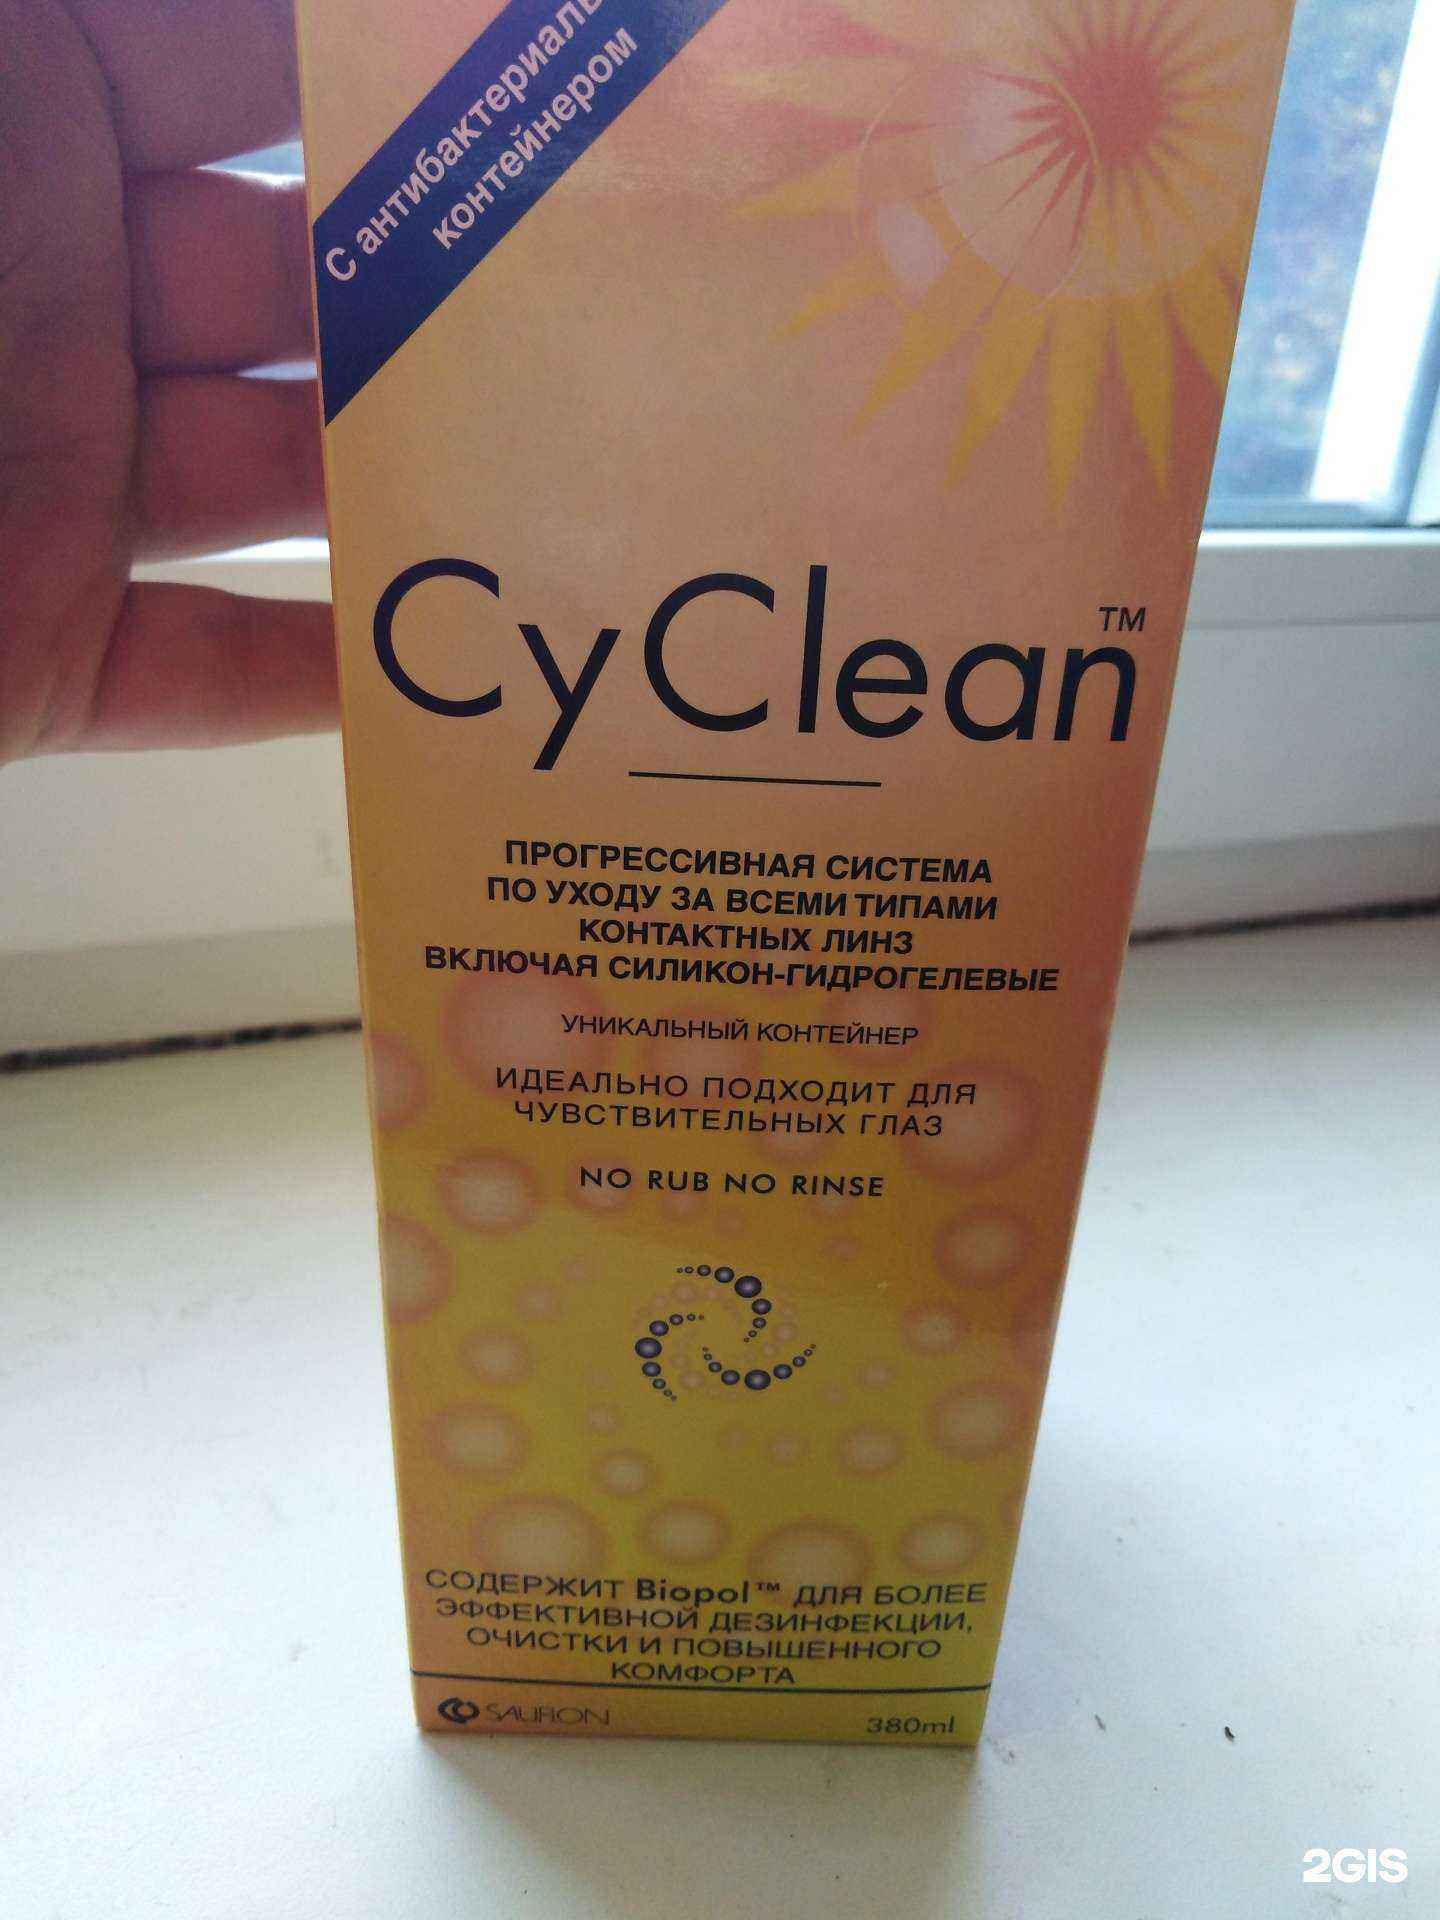 С антибактериаль
контейнером
CyClean™
ПРОГРЕССИВНАЯ СИСТЕМА
ПО УХОДУ ЗА ВСЕМИ ТИПАМИ
КОНТАКТНЫХ ЛИНЗ
ВКЛЮЧАЯ СИЛИКОН-ГИДРОГЕЛЕВЫЕ
УНИКАЛЬНЫЙ КОНТЕЙНЕР
ИДЕАЛЬНО ПОДХОДИТ ДЛЯ
ЧУВСТВИТЕЛЬНЫХ ГЛАЗ
NO RUB NO RINSE
СОДЕРЖИТ Biopol™ ДЛЯ БОЛЕЕ
ЭФФЕКТИВНОЙ ДЕЗИНФЕКЦИИ,
ОЧИСТКИ И ПОВЫШЕННОГО
КОМФОРТА
SAUFLON
380ml
2GIS